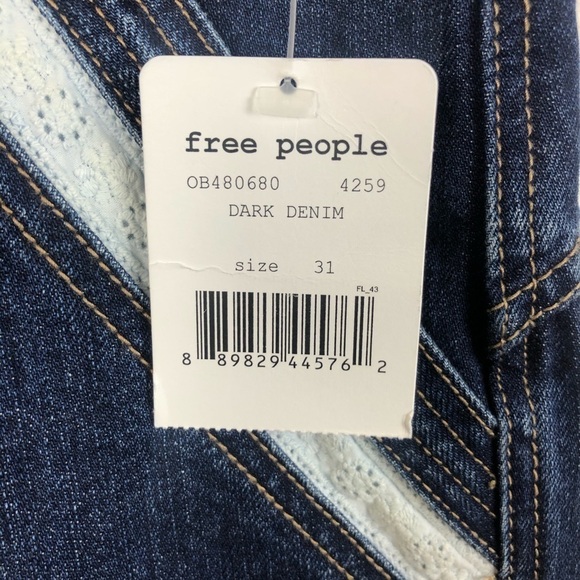 free people
OB480680 4259
DARK DENIM
size 31
FL_43
8 89829 44576 2